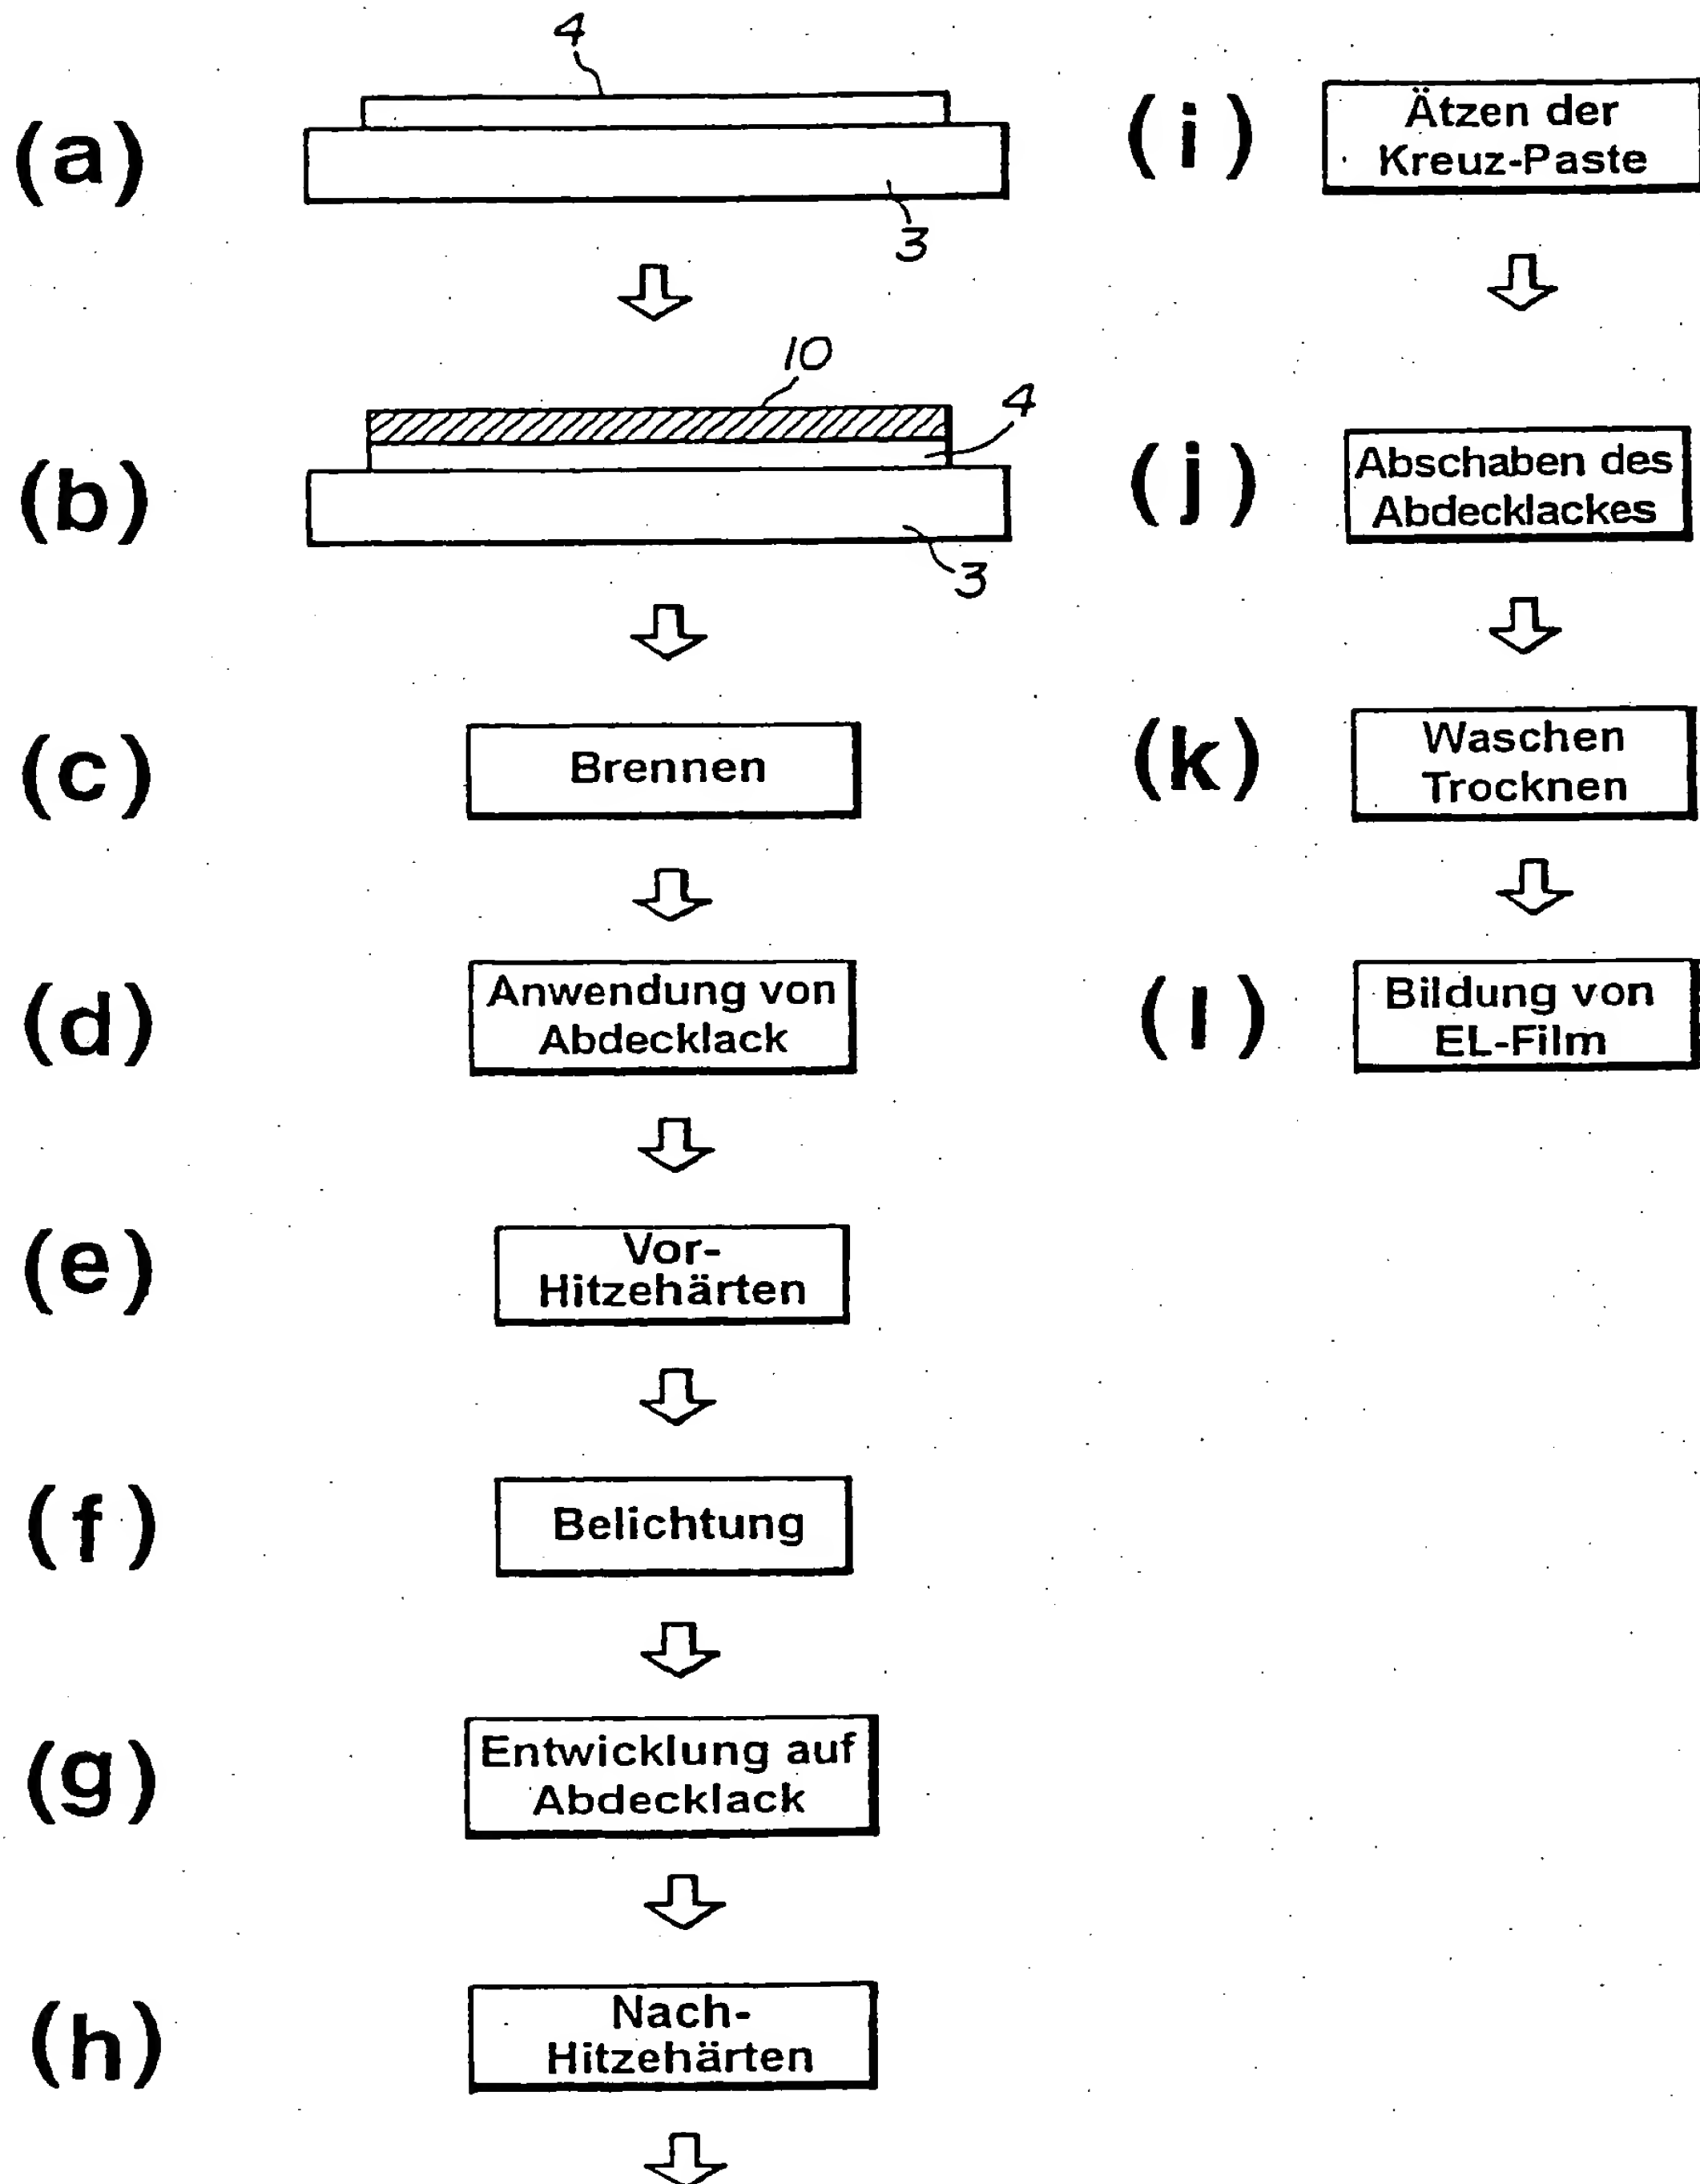 (a)
4
3
(b)
10
4
3
(c)
Brennen
(d)
Anwendung von
Abdecklack
(e)
Vor-
Hitzehärten
(f)
Belichtung
(g)
Entwicklung auf
Abdecklack
(h)
Nach-
Hitzehärten
(i)
Ätzen der
Kreuz-Paste
(j)
Abschaben des
Abdecklackes
(k)
Waschen
Trocknen
(l)
Bildung von
EL-Film